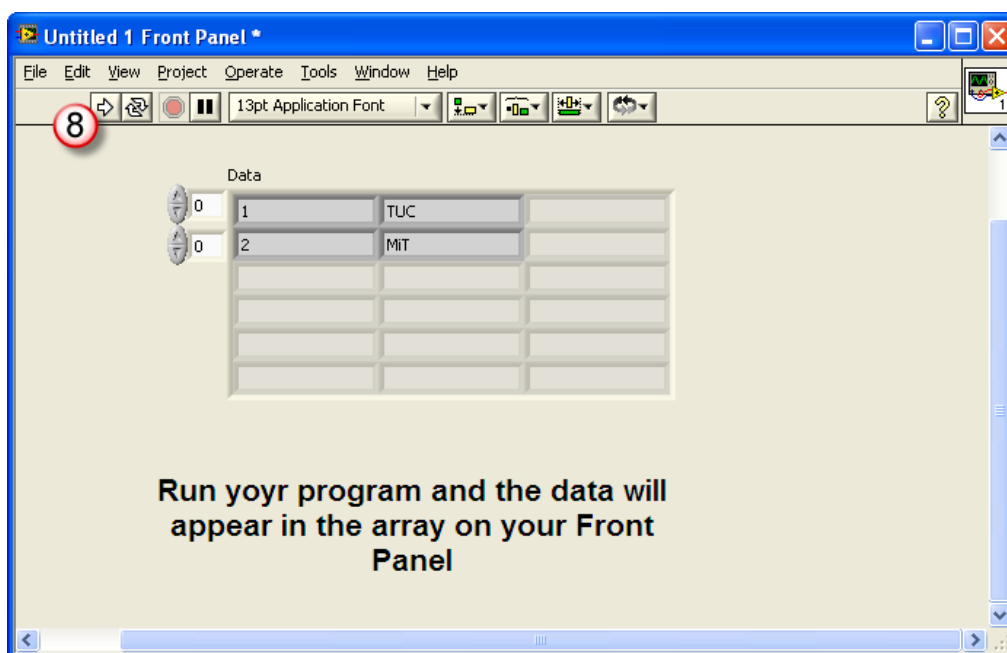 Untitled 1 Front Panel *
File Edit View Project Operate Tools Window Help
13pt Application Font
?
1
8
Data
0 1 TUC
0 2 MiT
Run yoyr program and the data will
appear in the array on your Front
Panel